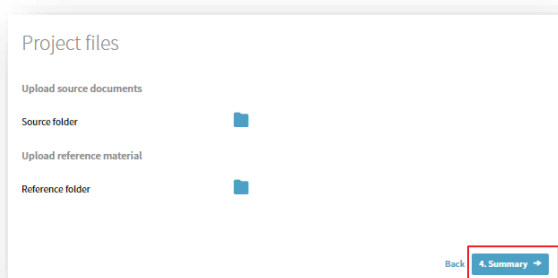 Project files
Upload source documents
Source folder
Upload reference material
Reference folder
Back 4. Summary